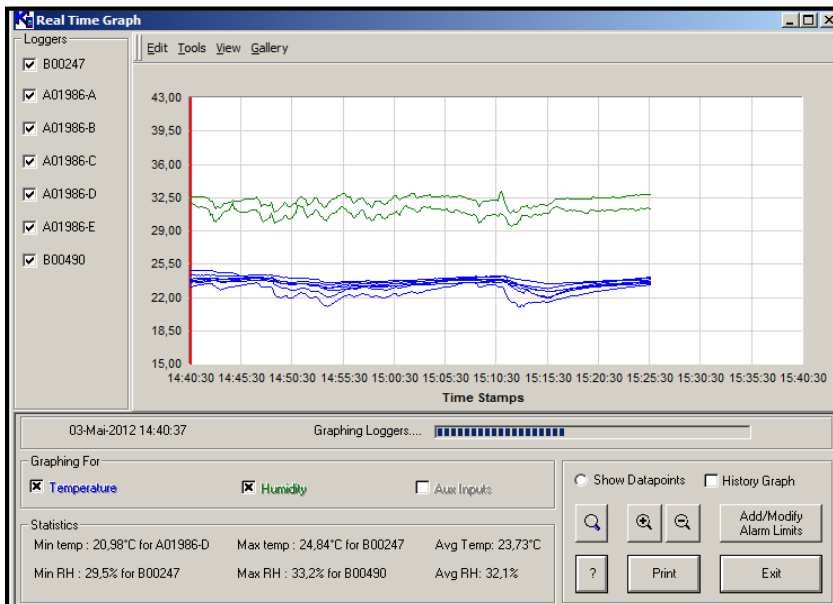 Real Time Graph
Loggers
B00247
A01986-A
A01986-B
A01986-C
A01986-D
A01986-E
B00490
Edit Tools View Gallery
43,00
39,50
36,00
32,50
29,00
25,50
22,00
18,50
15,00
14:40:30 14:45:30 14:50:30 14:55:30 15:00:30 15:05:30 15:10:30 15:15:30 15:20:30 15:25:30 15:30:30 15:35:30 15:40:30
Time Stamps
03-Mai-2012 14:40:37 Graphing Loggers....
Graphing For
Temperature Humidity Aux Inputs
Statistics
Min temp : 20,98°C for A01986-D Max temp : 24,84°C for B00247 Avg Temp: 23,73°C
Min RH : 29,5% for B00247 Max RH : 33,2% for B00490 Avg RH: 32,1%
Show Datapoints History Graph
Add/Modify
Alarm Limits
? Print Exit